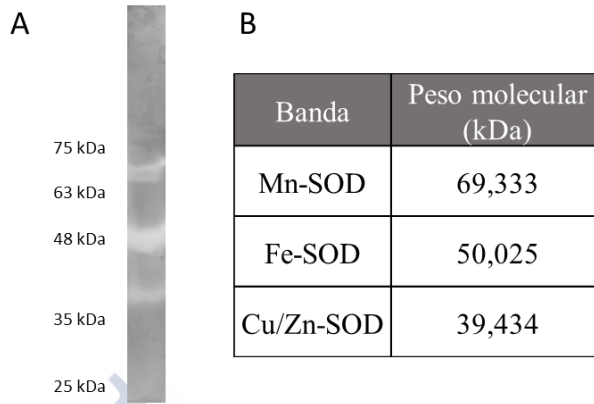 A
75 kDa
63 kDa
48 kDa
35 kDa
25 kDa
B
Banda
Peso molecular
(kDa)
Mn-SOD
69,333
Fe-SOD
50,025
Cu/Zn-SOD
39,434